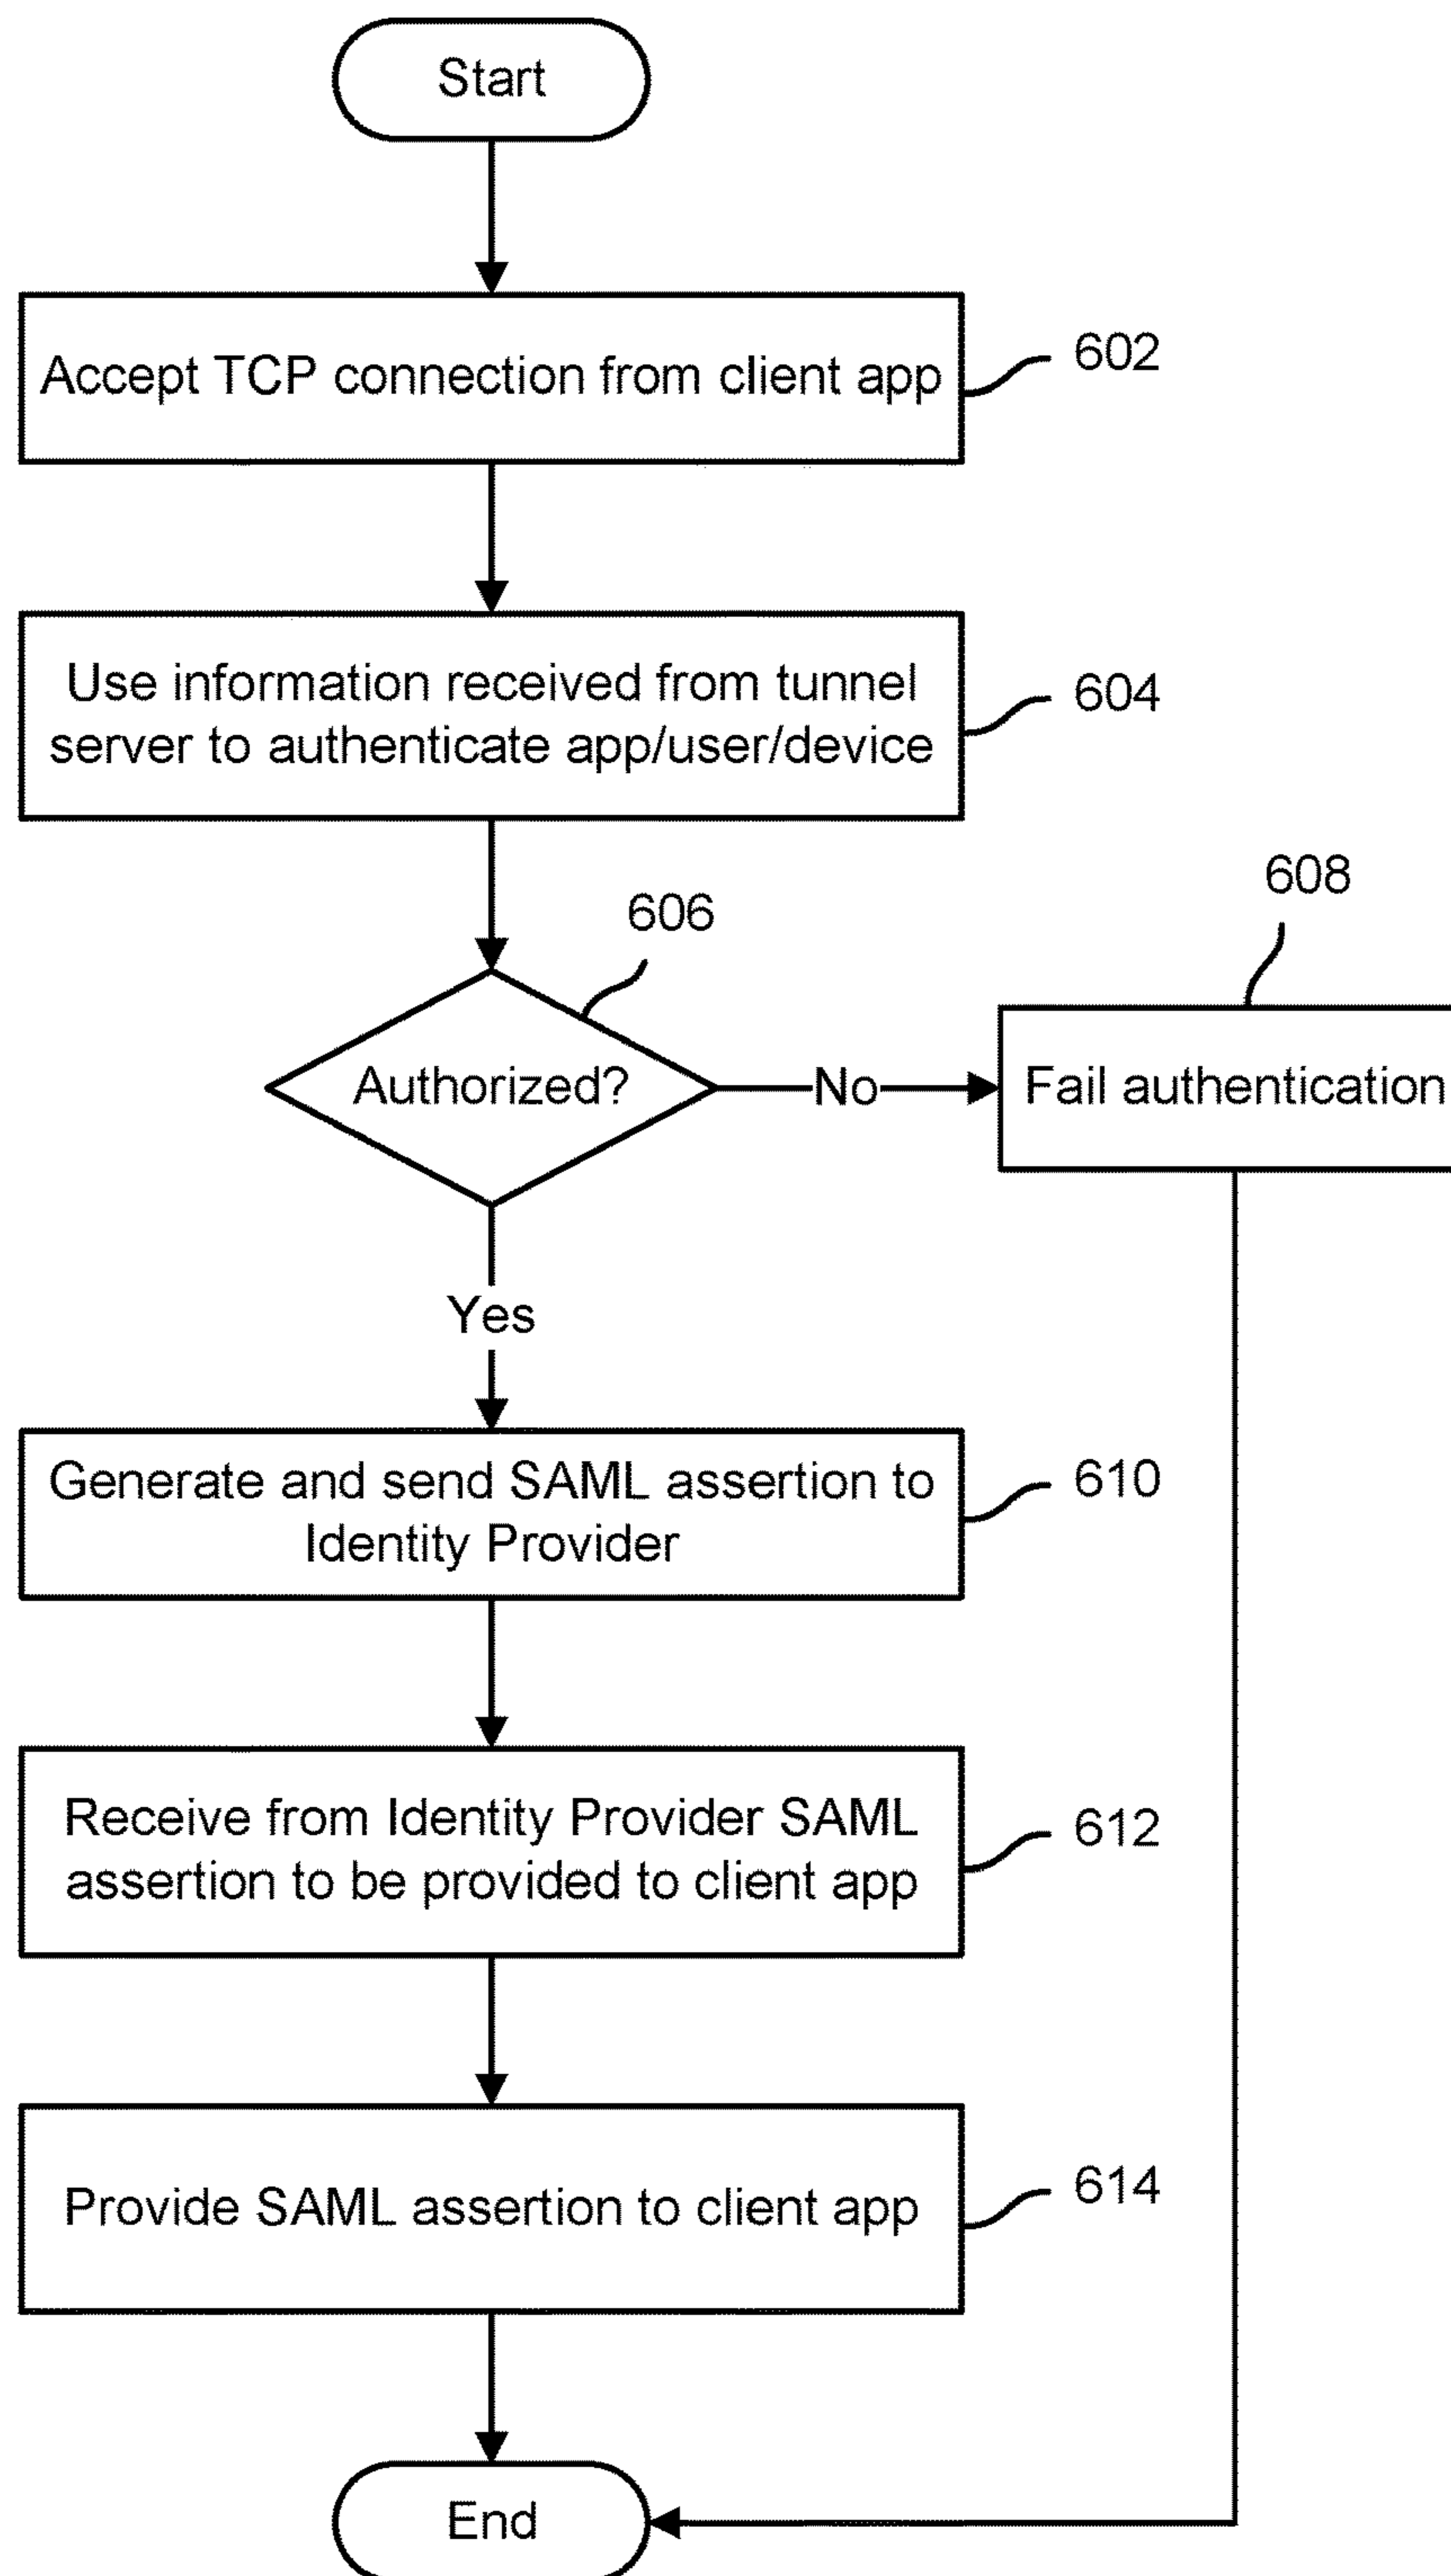 Start
Accept TCP connection from client app
602
Use information received from tunnel
server to authenticate app/user/device
604
606
608
Authorized?
No
Fail authentication
Yes
Generate and send SAML assertion to
Identity Provider
610
Receive from Identity Provider SAML
assertion to be provided to client app
612
Provide SAML assertion to client app
614
End